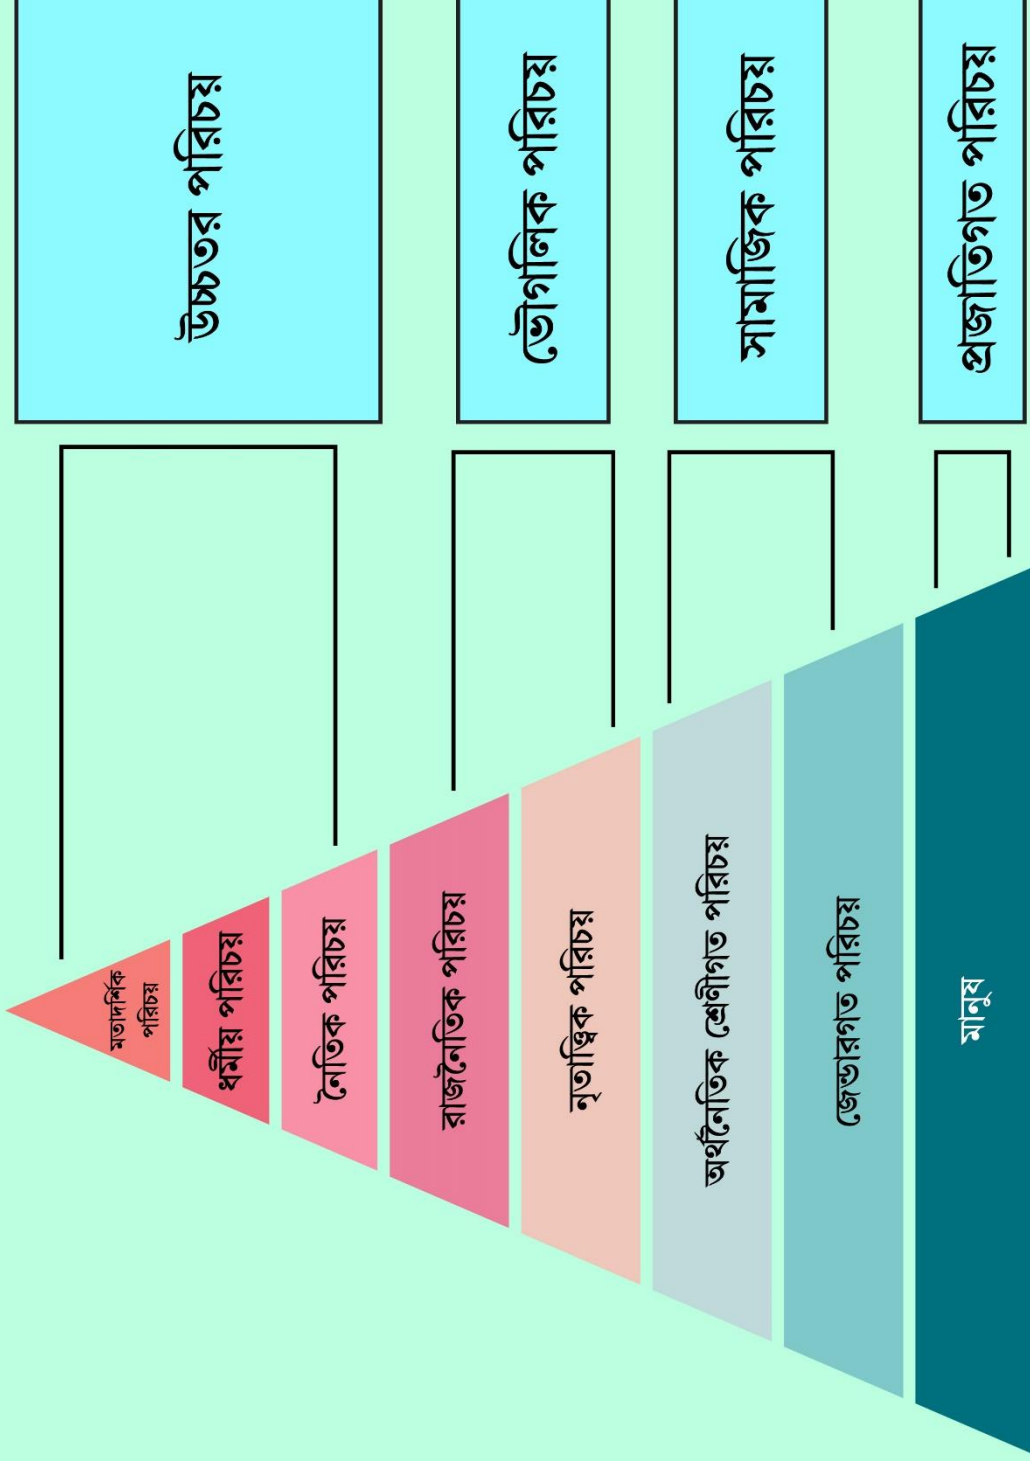 মতাদর্শিক
পরিচয়
ধর্মীয় পরিচয়
নৈতিক পরিচয়
রাজনৈতিক পরিচয়
নৃতাত্ত্বিক পরিচয়
অর্থনৈতিক শ্রেণীগত পরিচয়
জেন্ডারগত পরিচয়
মানুষ
উচ্চতর পরিচয়
ভৌগলিক পরিচয়
সামাজিক পরিচয়
প্রজাতিগত পরিচয়